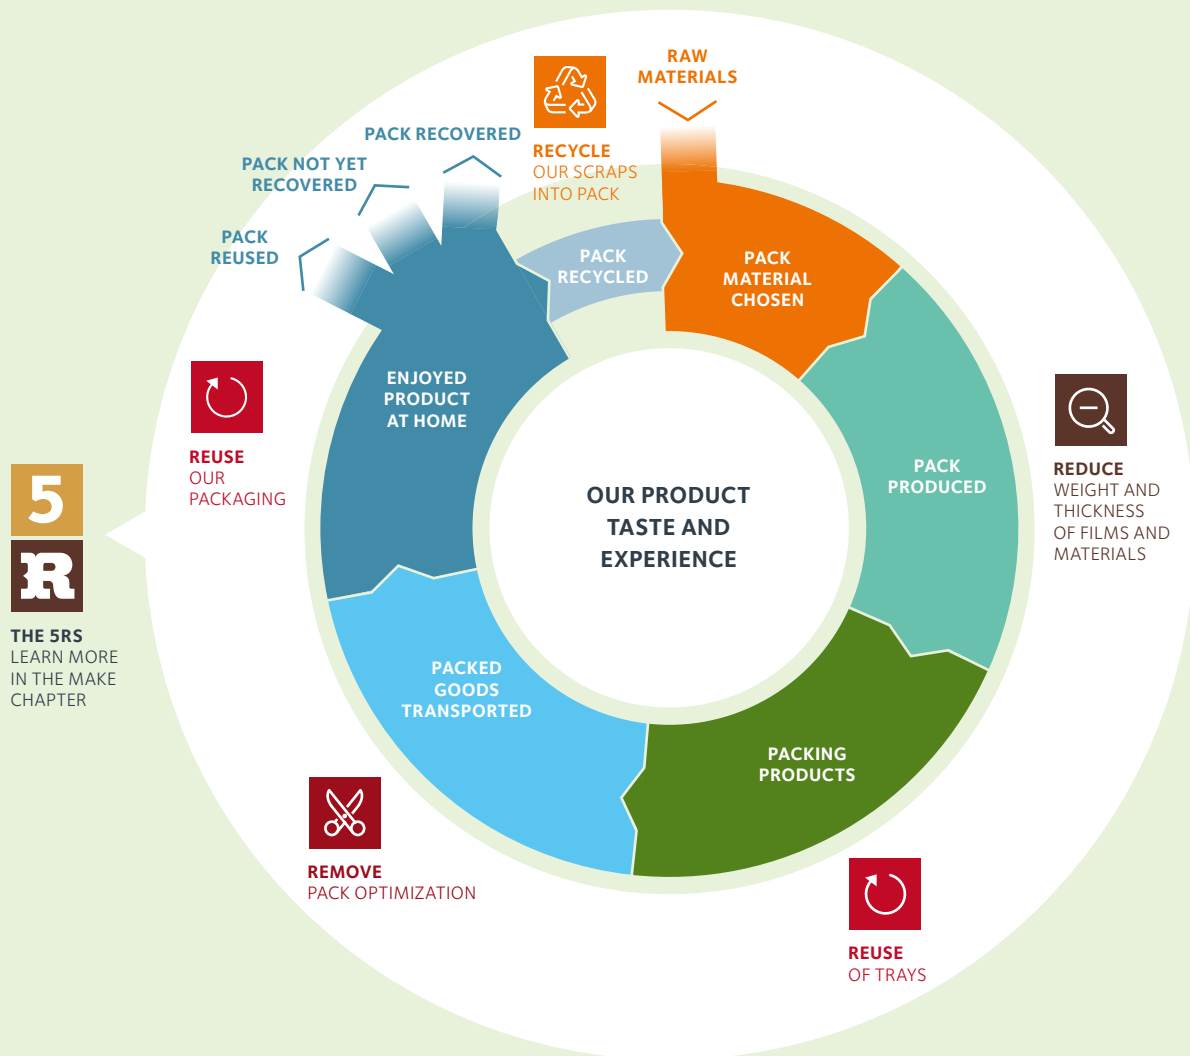 RAW
MATERIALS
PACK RECOVERED
RECYCLE
OUR SCRAPS
INTO PACK
PACK NOT YET
RECOVERED
PACK
REUSED
PACK
RECYCLED
PACK
MATERIAL
CHOSEN
ENJOYED
PRODUCT
AT HOME
REUSE
OUR
PACKAGING
PACK
PRODUCED
REDUCE
WEIGHT AND
THICKNESS
OF FILMS AND
MATERIALS
OUR PRODUCT
TASTE AND
EXPERIENCE
5
R
THE 5RS
LEARN MORE
IN THE MAKE
CHAPTER
PACKED
GOODS
TRANSPORTED
PACKING
PRODUCTS
REMOVE
PACK OPTIMIZATION
REUSE
OF TRAYS